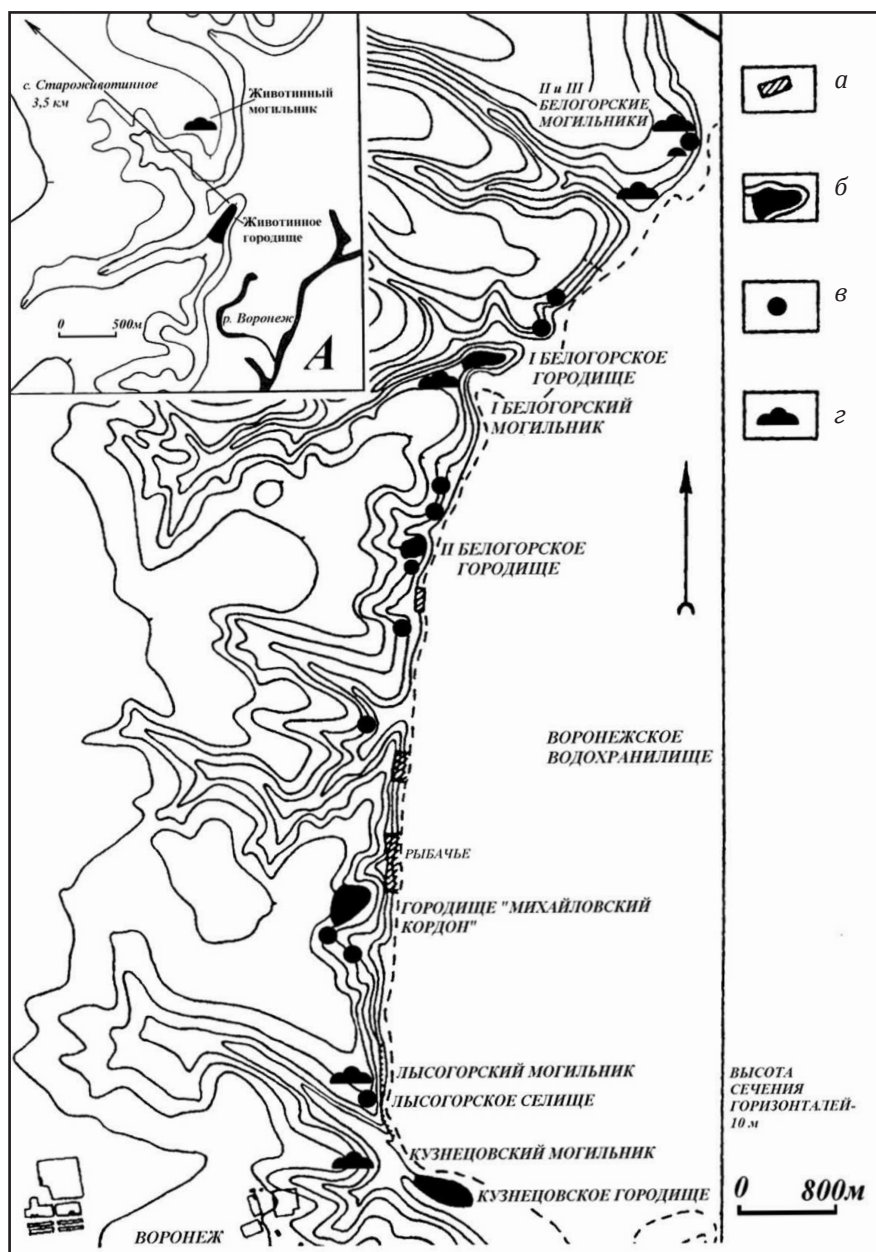 с. Староживотинное
3,5 км
Животинный
могильник
Животинное
городище
0 500м
р. Воронеж
А
II и III
БЕЛОГОРСКИЕ
МОГИЛЬНИКИ
а
б
в
г
I БЕЛОГОРСКОЕ
ГОРОДИЩЕ
I БЕЛОГОРСКИЙ
МОГИЛЬНИК
II БЕЛОГОРСКОЕ
ГОРОДИЩЕ
ВОРОНЕЖСКОЕ
ВОДОХРАНИЛИЩЕ
РЫБАЧЬЕ
ГОРОДИЩЕ "МИХАЙЛОВСКИЙ
КОРДОН"
ЛЫСОГОРСКИЙ МОГИЛЬНИК
ЛЫСОГОРСКОЕ СЕЛИЩЕ
ВЫСОТА
СЕЧЕНИЯ
ГОРИЗОНТАЛЕЙ-
10 м
КУЗНЕЦОВСКИЙ МОГИЛЬНИК
КУЗНЕЦОВСКОЕ ГОРОДИЩЕ
0 800м
ВОРОНЕЖ